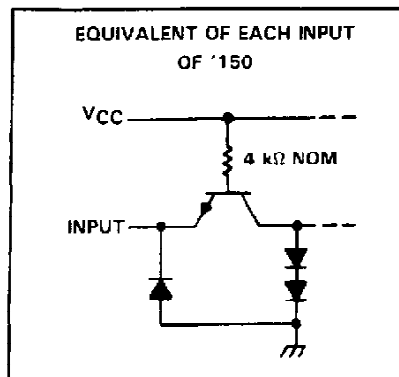 EQUIVALENT OF EACH INPUT
OF '150
VCC
4 kΩ NOM
INPUT